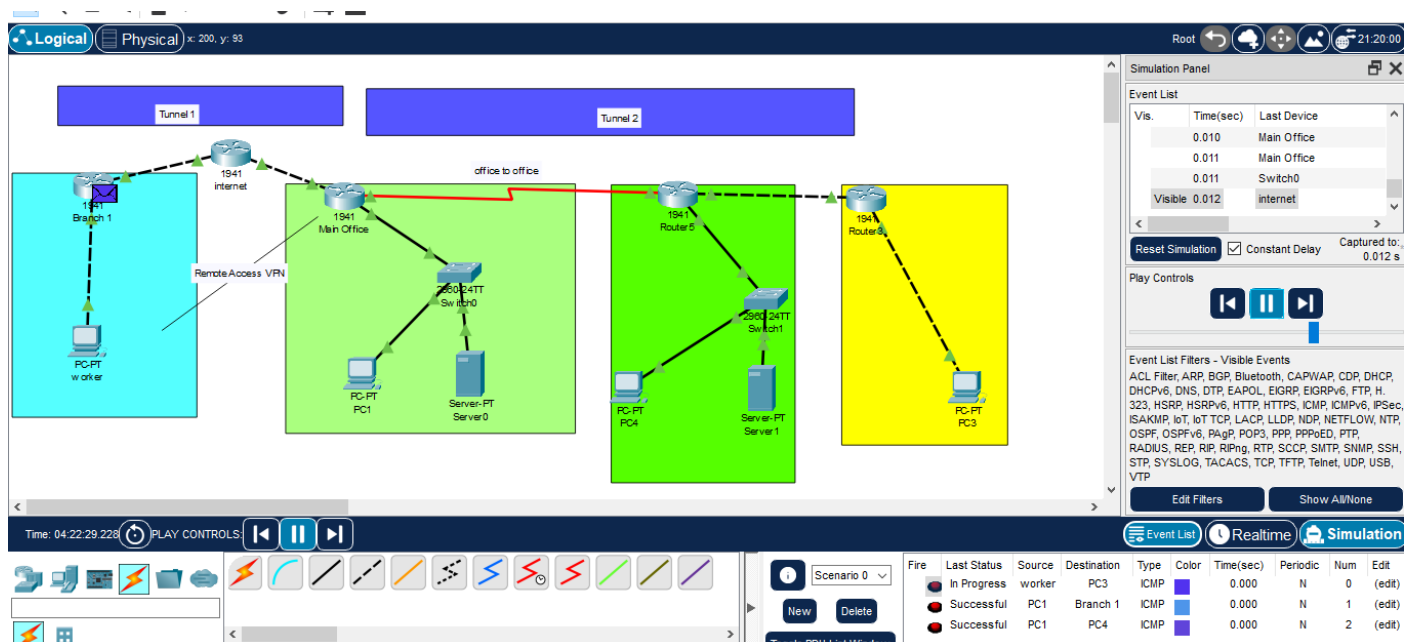 Logical Physical x: 200, y: 93 Root 21:20:00
Tunnel 1
Tunnel 2
1941
internet
office to office
1941
Branch 1
1941
Main Office
1941
Router5
1941
Router3
Remote Access VPN
2960-24TT
Switch0
2960-24TT
Switch1
PC-PT
worker
PC-PT
PC1
Server-PT
Server0
PC-PT
PC4
Server-PT
Server1
PC-PT
PC3
Simulation Panel
Event List
Vis. Time(sec) Last Device
0.010 Main Office
0.011 Main Office
0.011 Switch0
Visible 0.012 internet
Reset Simulation Constant Delay Captured to:
0.012 s
Play Controls
Event List Filters - Visible Events
ACL Filter, ARP, BGP, Bluetooth, CAPWAP, CDP, DHCP,
DHCPv6, DNS, DTP, EAPOL, EIGRP, EIGRPv6, FTP, H.
323, HSRP, HSRPv6, HTTP, HTTPS, ICMP, ICMPv6, IPSec,
ISAKMP, IoT, IoT TCP, LACP, LLDP, NDP, NETFLOW, NTP,
OSPF, OSPFv6, PAgP, POP3, PPP, PPPoED, PTP,
RADIUS, REP, RIP, RIPng, RTP, SCCP, SMTP, SNMP, SSH,
STP, SYSLOG, TACACS, TCP, TFTP, Telnet, UDP, USB,
VTP
Edit Filters Show All/None
Time: 04:22:29.228 PLAY CONTROLS: Event List Realtime Simulation
Scenario 0
New Delete
Fire Last Status Source Destination Type Color Time(sec) Periodic Num Edit
In Progress worker PC3 ICMP 0.000 N 0 (edit)
Successful PC1 Branch 1 ICMP 0.000 N 1 (edit)
Successful PC1 PC4 ICMP 0.000 N 2 (edit)